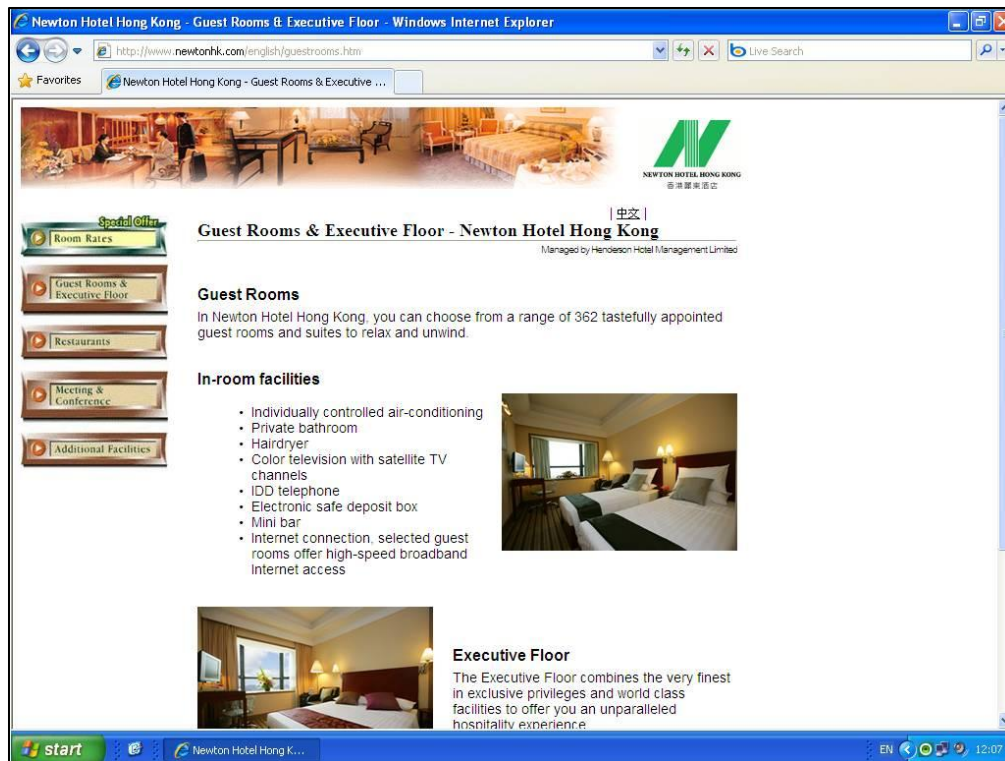 Newton Hotel Hong Kong - Guest Rooms & Executive Floor - Windows Internet Explorer
http://www.newtonhk.com/english/guestrooms.htm
Live Search
Favorites
Newton Hotel Hong Kong - Guest Rooms & Executive ...
NEWTON HOTEL HONG KONG
香港麗東酒店
| 中文 |
Special Offer
Room Rates
Guest Rooms &
Executive Floor
Restaurants
Meeting &
Conference
Additional Facilities
Guest Rooms & Executive Floor - Newton Hotel Hong Kong
Managed by Henderson Hotel Management Limited
Guest Rooms
In Newton Hotel Hong Kong, you can choose from a range of 362 tastefully appointed
guest rooms and suites to relax and unwind.
In-room facilities
• Individually controlled air-conditioning
• Private bathroom
• Hairdryer
• Color television with satellite TV
channels
• IDD telephone
• Electronic safe deposit box
• Mini bar
• Internet connection, selected guest
rooms offer high-speed broadband
Internet access
Executive Floor
The Executive Floor combines the very finest
in exclusive privileges and world class
facilities to offer you an unparalleled
hospitality experience
start
Newton Hotel Hong K...
EN
12:07